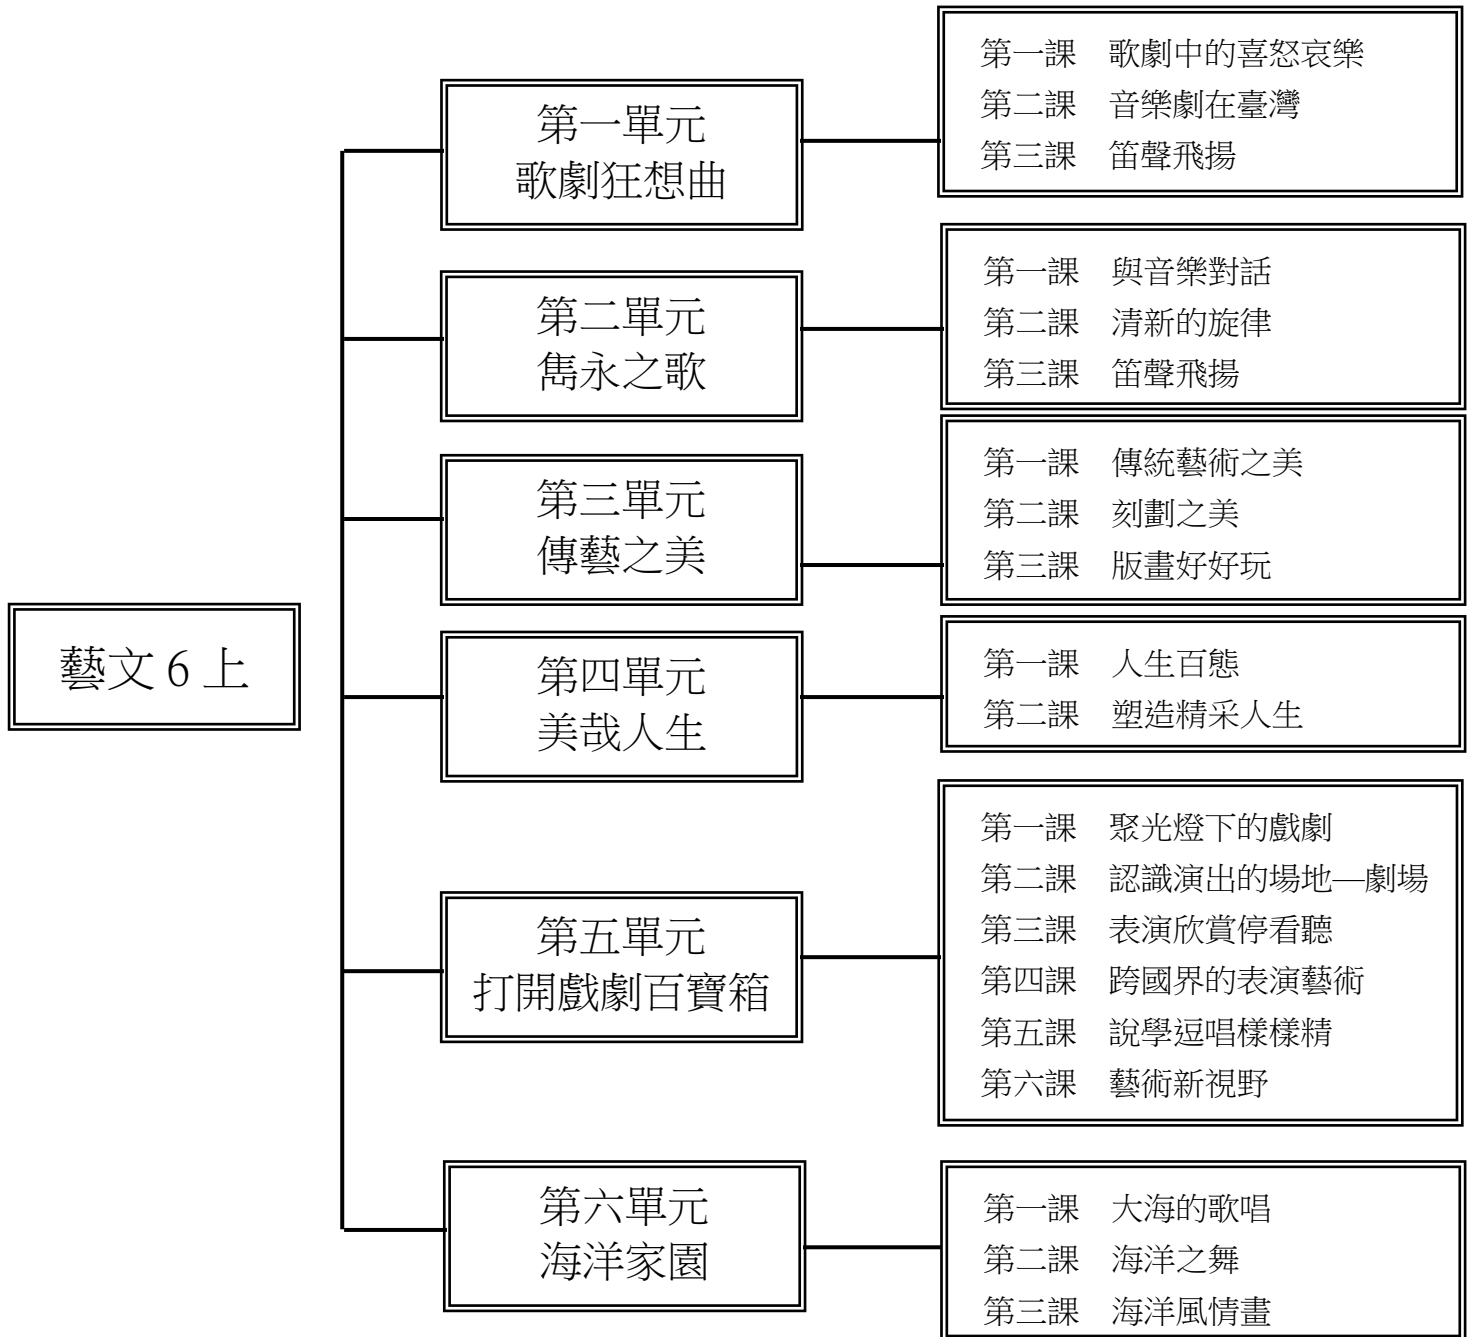 藝文 6 上
第一單元
歌劇狂想曲
第一課　歌劇中的喜怒哀樂
第二課　音樂劇在臺灣
第三課　笛聲飛揚
第二單元
雋永之歌
第一課　與音樂對話
第二課　清新的旋律
第三課　笛聲飛揚
第三單元
傳藝之美
第一課　傳統藝術之美
第二課　刻劃之美
第三課　版畫好好玩
第四單元
美哉人生
第一課　人生百態
第二課　塑造精采人生
第五單元
打開戲劇百寶箱
第一課　聚光燈下的戲劇
第二課　認識演出的場地—劇場
第三課　表演欣賞停看聽
第四課　跨國界的表演藝術
第五課　說學逗唱樣樣精
第六課　藝術新視野
第六單元
海洋家園
第一課　大海的歌唱
第二課　海洋之舞
第三課　海洋風情畫